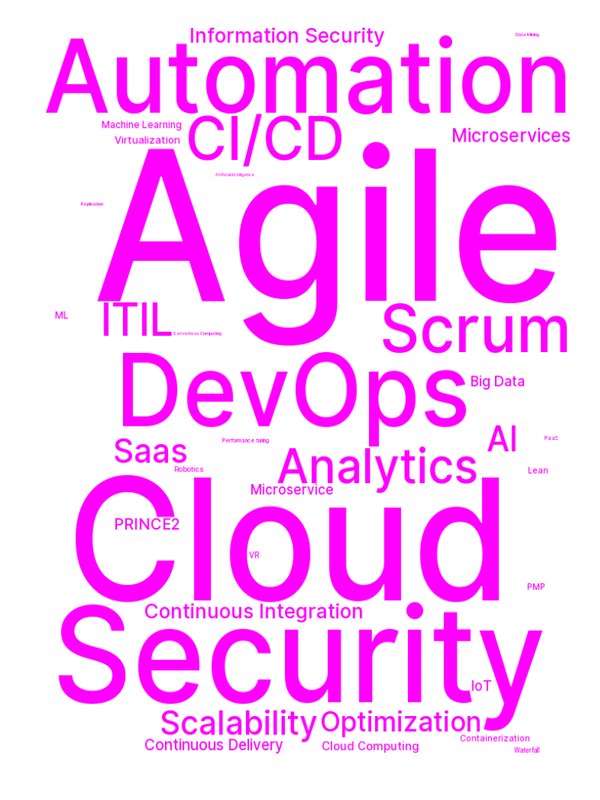 Information Security
Data Mining
Automation
Machine Learning
CI/CD
Microservices
Virtualization
Artificial Intelligence
Agile
Replication
ML
ITIL
Serverless Computing
Scrum
DevOps
Big Data
Performance tuning
AI
PaaS
Saas
Analytics
Robotics
Lean
Microservice
Cloud
PRINCE2
VR
PMP
Continuous Integration
Security
IoT
Scalability
Optimization
Containerization
Continuous Delivery
Cloud Computing
Waterfall